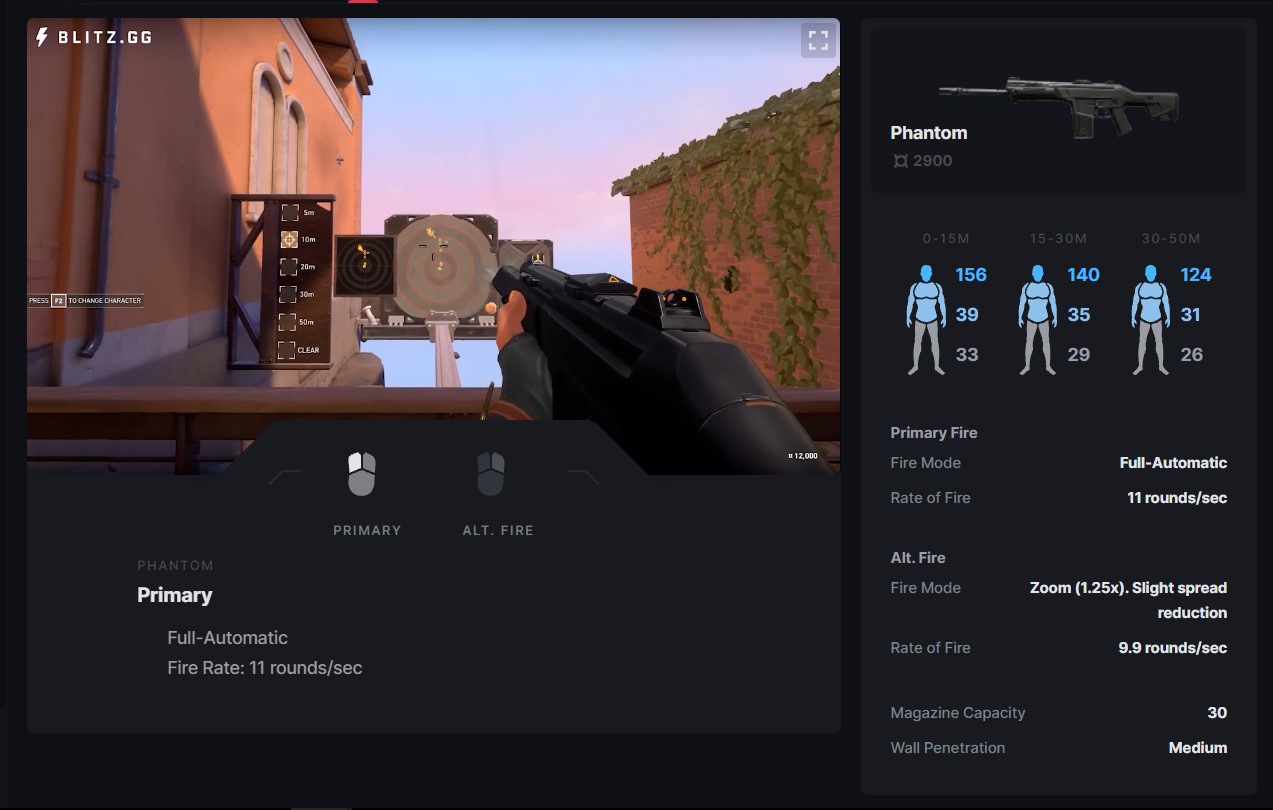 BLITZ.GG
5m
10m
20m
30m
50m
CLEAR
PRESS F2 TO CHANGE CHARACTER
¤ 12,000
PRIMARY
ALT. FIRE
PHANTOM
Primary
Full-Automatic
Fire Rate: 11 rounds/sec
Phantom
¤ 2900
0-15M 15-30M 30-50M
156 140 124
39 35 31
33 29 26
Primary Fire
Fire Mode Full-Automatic
Rate of Fire 11 rounds/sec
Alt. Fire
Fire Mode Zoom (1.25x). Slight spread
reduction
Rate of Fire 9.9 rounds/sec
Magazine Capacity 30
Wall Penetration Medium